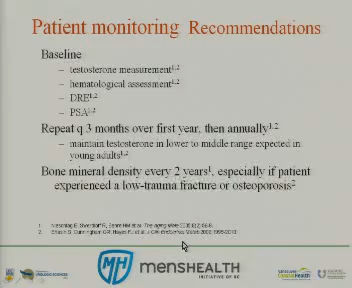 Patient monitoring Recommendations
Baseline
– testosterone measurement1,2
– hematological assessment1,2
– DRE1,2
– PSA1,2
Repeat q 3 months over first year, then annually1,2
– maintain testosterone in lower to middle range expected in
young adults1,2
Bone mineral density every 2 years1, especially if patient
experienced a low-trauma fracture or osteoporosis2
1.
2.
MH
MENSHEALTH
INITIATIVE OF BC